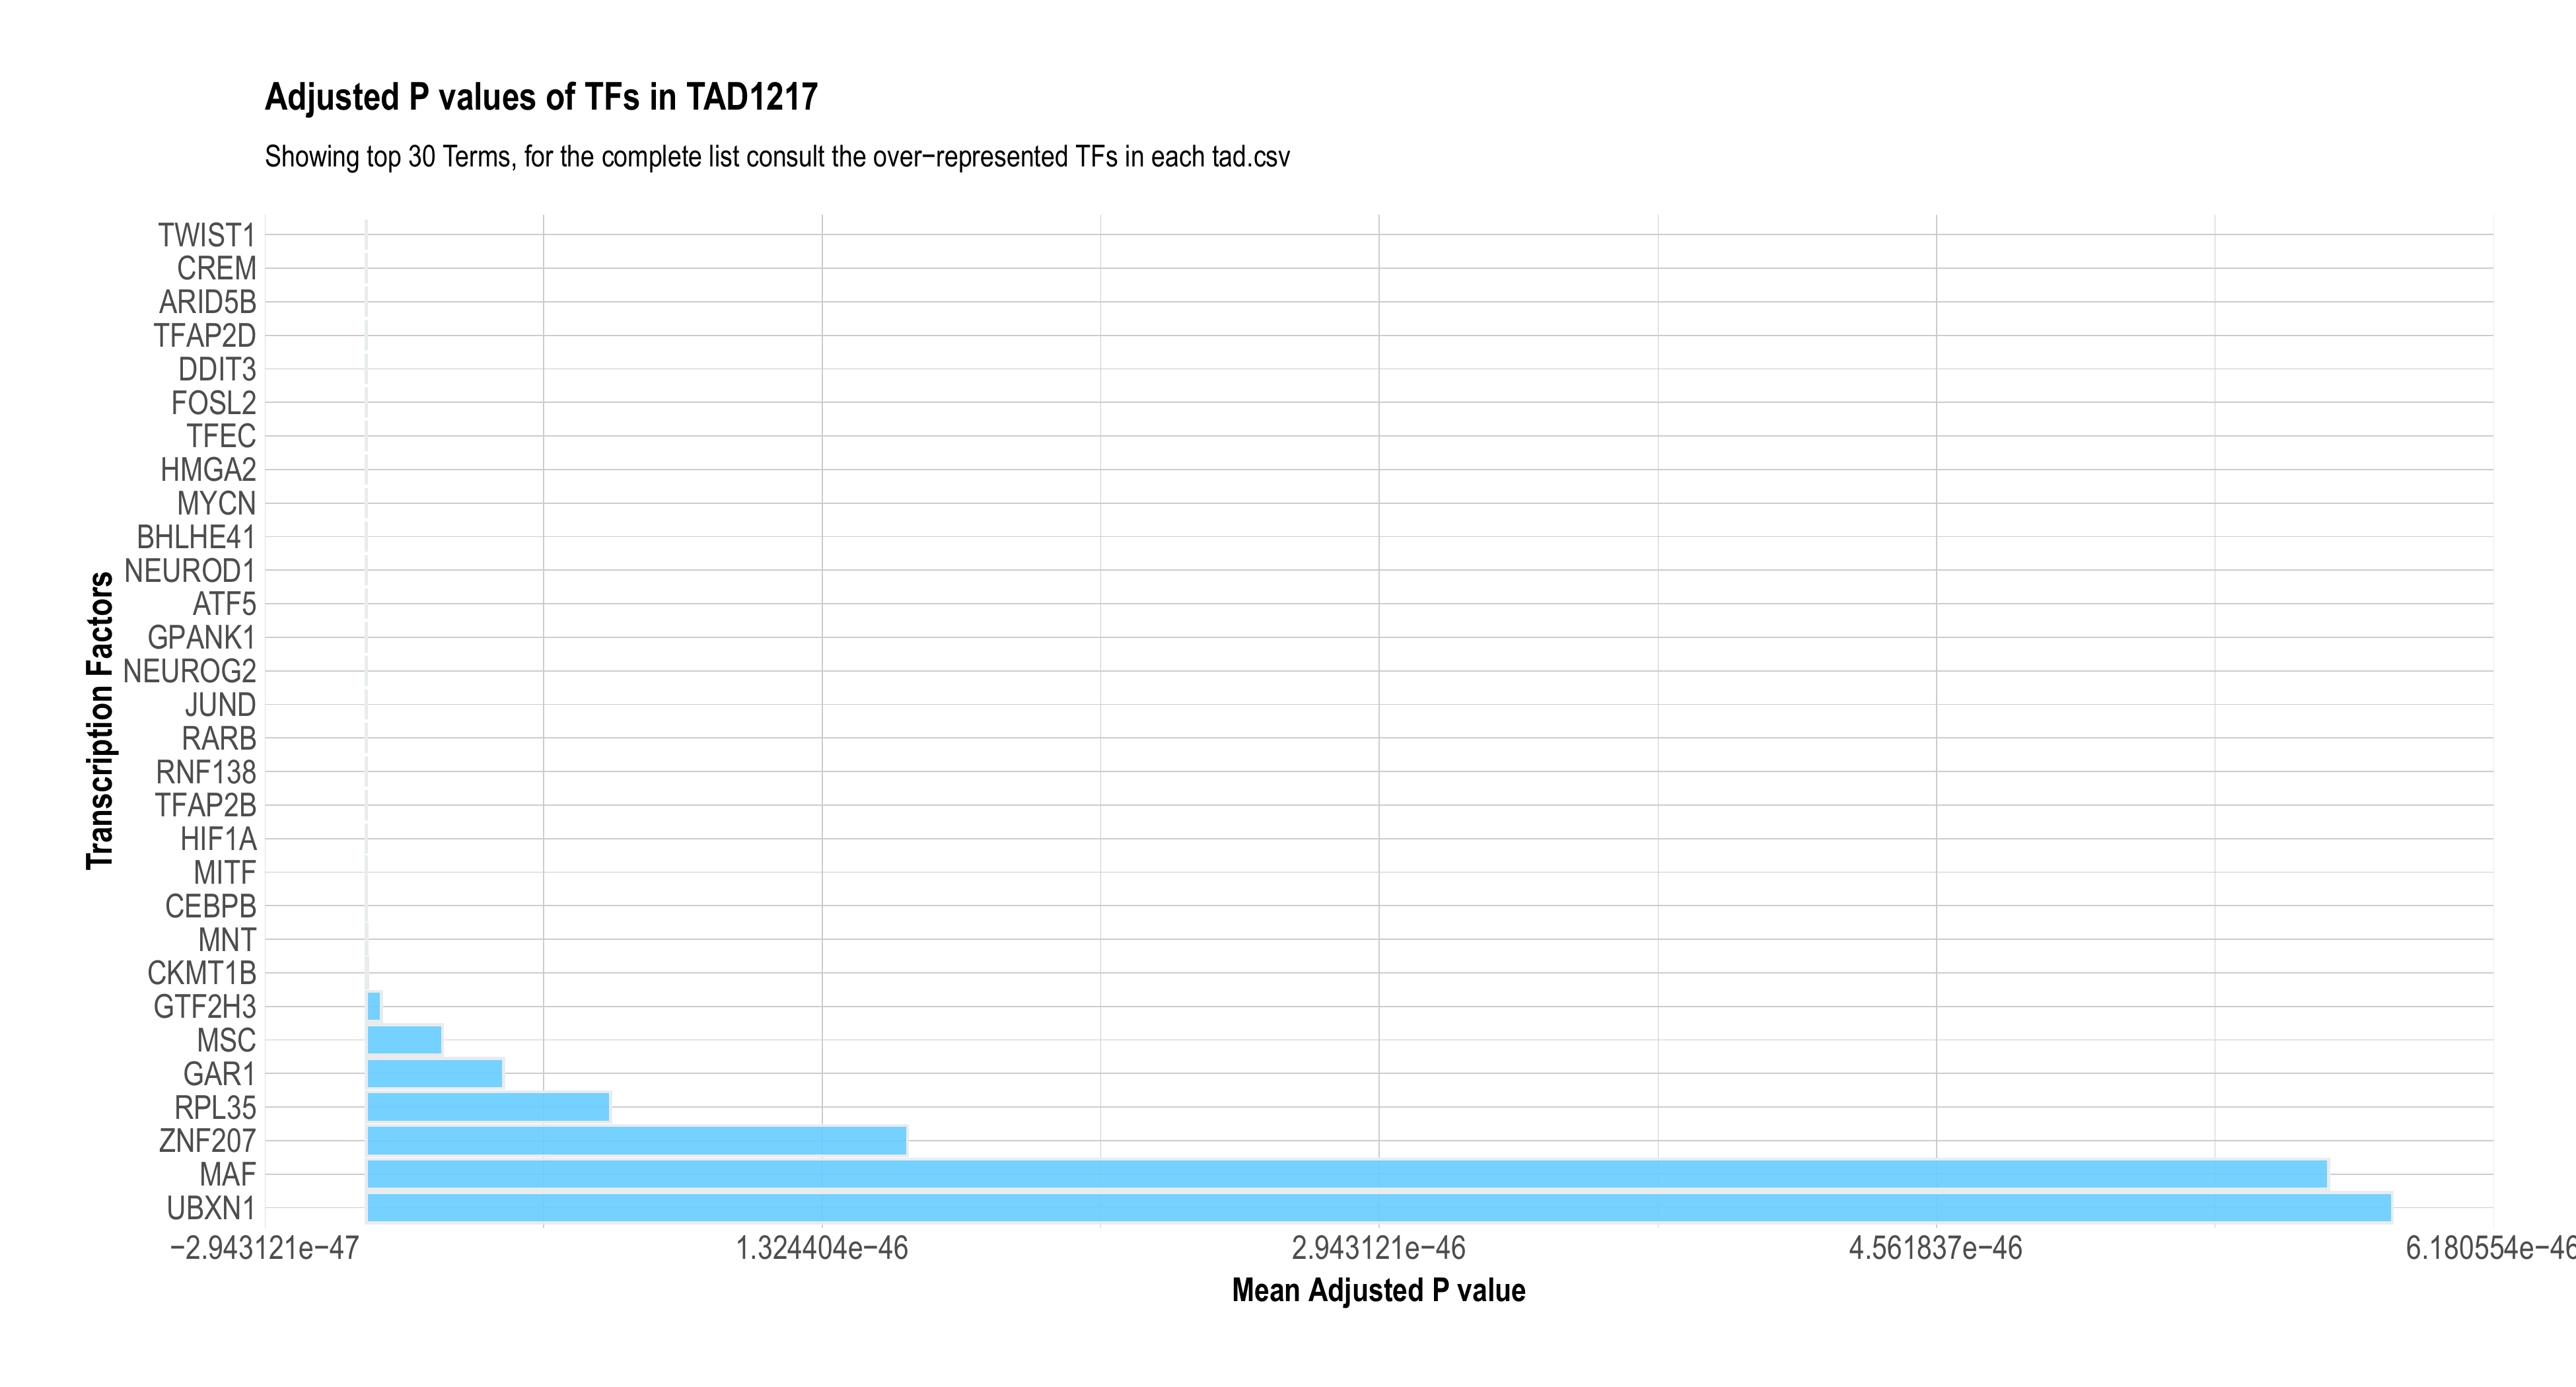 Adjusted P values of TFs in TAD1217
Showing top 30 Terms, for the complete list consult the over−represented TFs in each tad.csv
Transcription Factors
TWIST1
CREM
ARID5B
TFAP2D
DDIT3
FOSL2
TFEC
HMGA2
MYCN
BHLHE41
NEUROD1
ATF5
GPANK1
NEUROG2
JUND
RARB
RNF138
TFAP2B
HIF1A
MITF
CEBPB
MNT
CKMT1B
GTF2H3
MSC
GAR1
RPL35
ZNF207
MAF
UBXN1
−2.943121e−47 1.324404e−46 2.943121e−46 4.561837e−46 6.180554e−46
Mean Adjusted P value